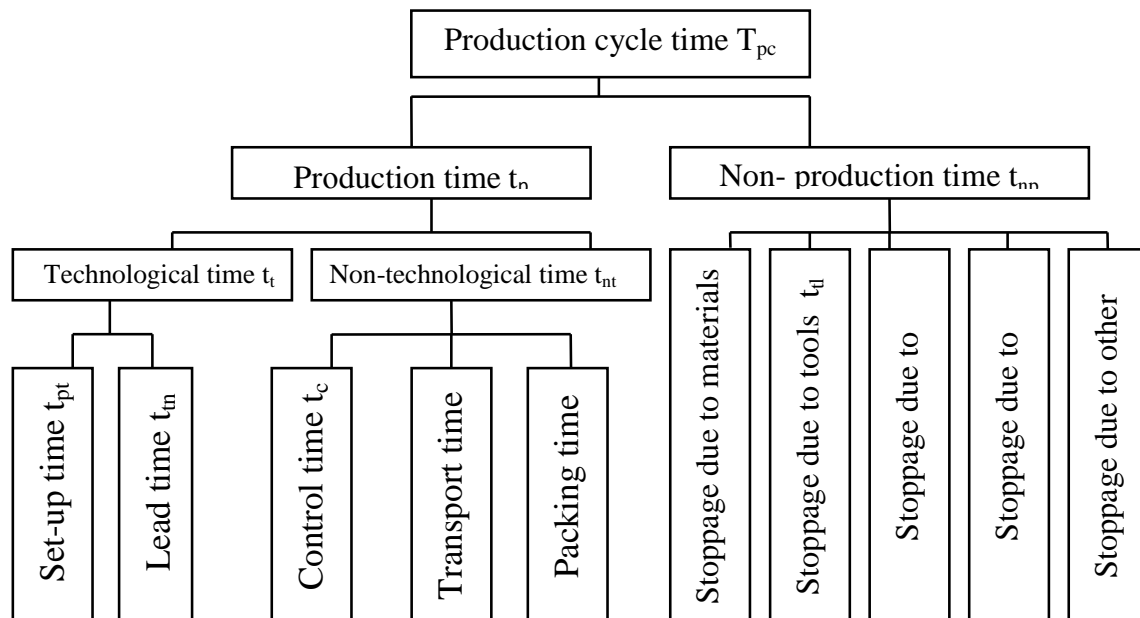 Production cycle time Tpc
Production time tp
Non- production time tnp
Technological time tt
Non-technological time tnt
Set-up time tpt
Lead time ttn
Control time tc
Transport time
Packing time
Stoppage due to materials
Stoppage due to tools ttl
Stoppage due to
Stoppage due to
Stoppage due to other